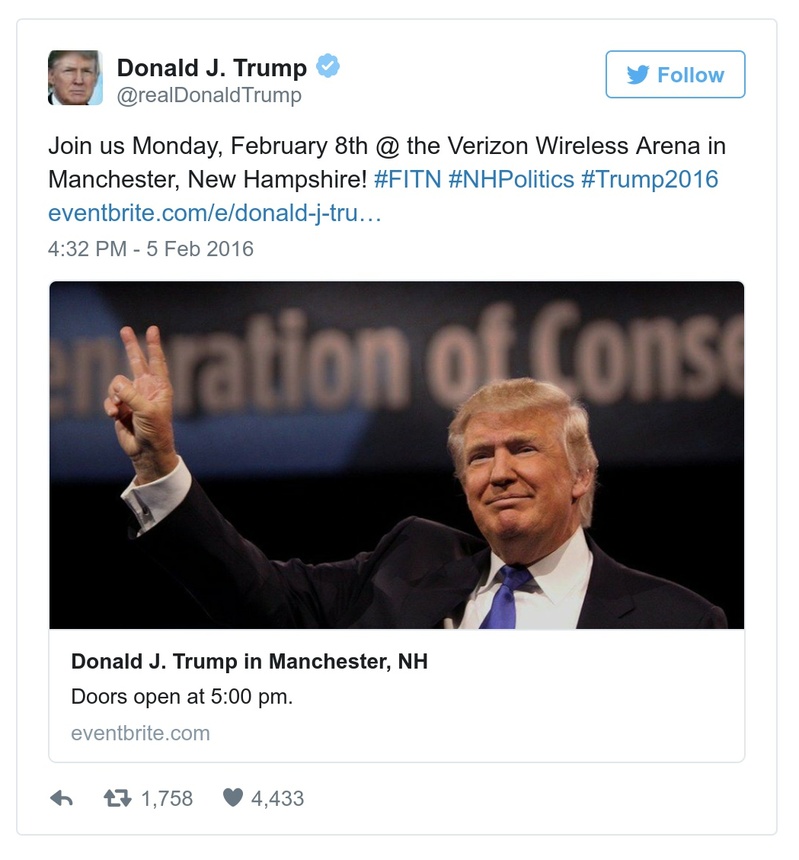 Donald J. Trump
@realDonaldTrump
Follow
Join us Monday, February 8th @ the Verizon Wireless Arena in
Manchester, New Hampshire! #FITN #NHPolitics #Trump2016
eventbrite.com/e/donald-j-tru…
4:32 PM - 5 Feb 2016
eneration of Conse
Donald J. Trump in Manchester, NH
Doors open at 5:00 pm.
eventbrite.com
1,758 4,433